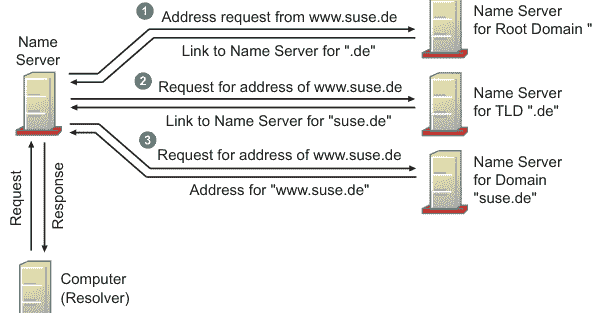 1
Address request from www.suse.de
Link to Name Server for ".de"
Name Server
for Root Domain "
Name
Server
2
Request for address of www.suse.de
Link to Name Server for "suse.de"
Name Server
for TLD ".de"
3
Request for address of www.suse.de
Address for "www.suse.de"
Name Server
for Domain
"suse.de"
Request
Response
Computer
(Resolver)